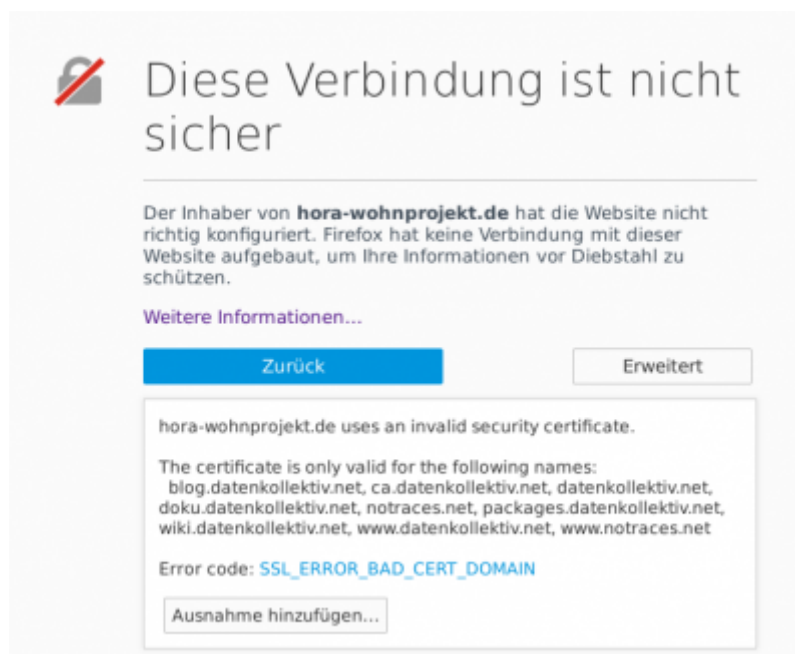 Diese Verbindung ist nicht
sicher
Der Inhaber von hora-wohnprojekt.de hat die Website nicht
richtig konfiguriert. Firefox hat keine Verbindung mit dieser
Website aufgebaut, um Ihre Informationen vor Diebstahl zu
schützen.
Weitere Informationen...
Zurück
Erweitert
hora-wohnprojekt.de uses an invalid security certificate.
The certificate is only valid for the following names:
blog.datenkollektiv.net, ca.datenkollektiv.net, datenkollektiv.net,
doku.datenkollektiv.net, notraces.net, packages.datenkollektiv.net,
wiki.datenkollektiv.net, www.datenkollektiv.net, www.notraces.net
Error code: SSL_ERROR_BAD_CERT_DOMAIN
Ausnahme hinzufügen...